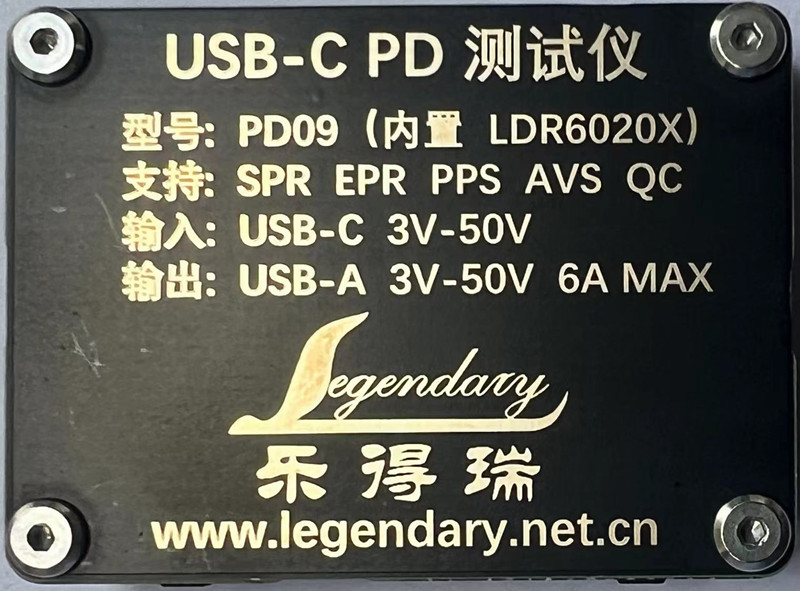 USB-C PD 测试仪
型号: PD09 (内置 LDR6020X)
支持: SPR EPR PPS AVS QC
输入: USB-C 3V-50V
输出: USB-A 3V-50V 6A MAX
Legendary
乐得瑞
www.legendary.net.cn